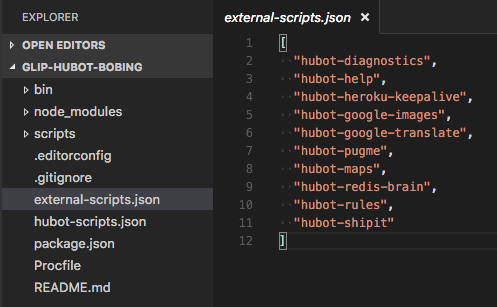 EXPLORER
OPEN EDITORS
GLIP-HUBOT-BOBING
bin
node_modules
scripts
.editorconfig
.gitignore
external-scripts.json
hubot-scripts.json
package.json
Procfile
README.md
external-scripts.json ×
1 [
2 "hubot-diagnostics",
3 "hubot-help",
4 "hubot-heroku-keepalive",
5 "hubot-google-images",
6 "hubot-google-translate",
7 "hubot-pugme",
8 "hubot-maps",
9 "hubot-redis-brain",
10 "hubot-rules",
11 "hubot-shipit"
12 ]